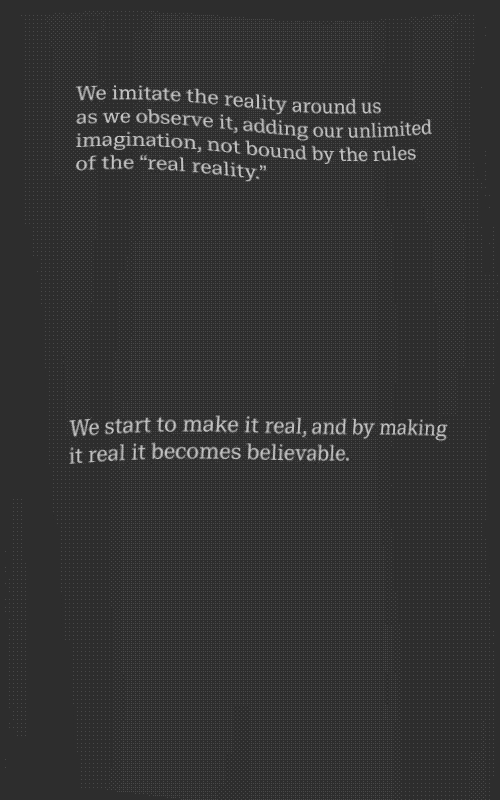 We imitate the reality around us
as we observe it, adding our unlimited
imagination, not bound by the rules
of the “real reality.”
We start to make it real, and by making
it real it becomes believable.